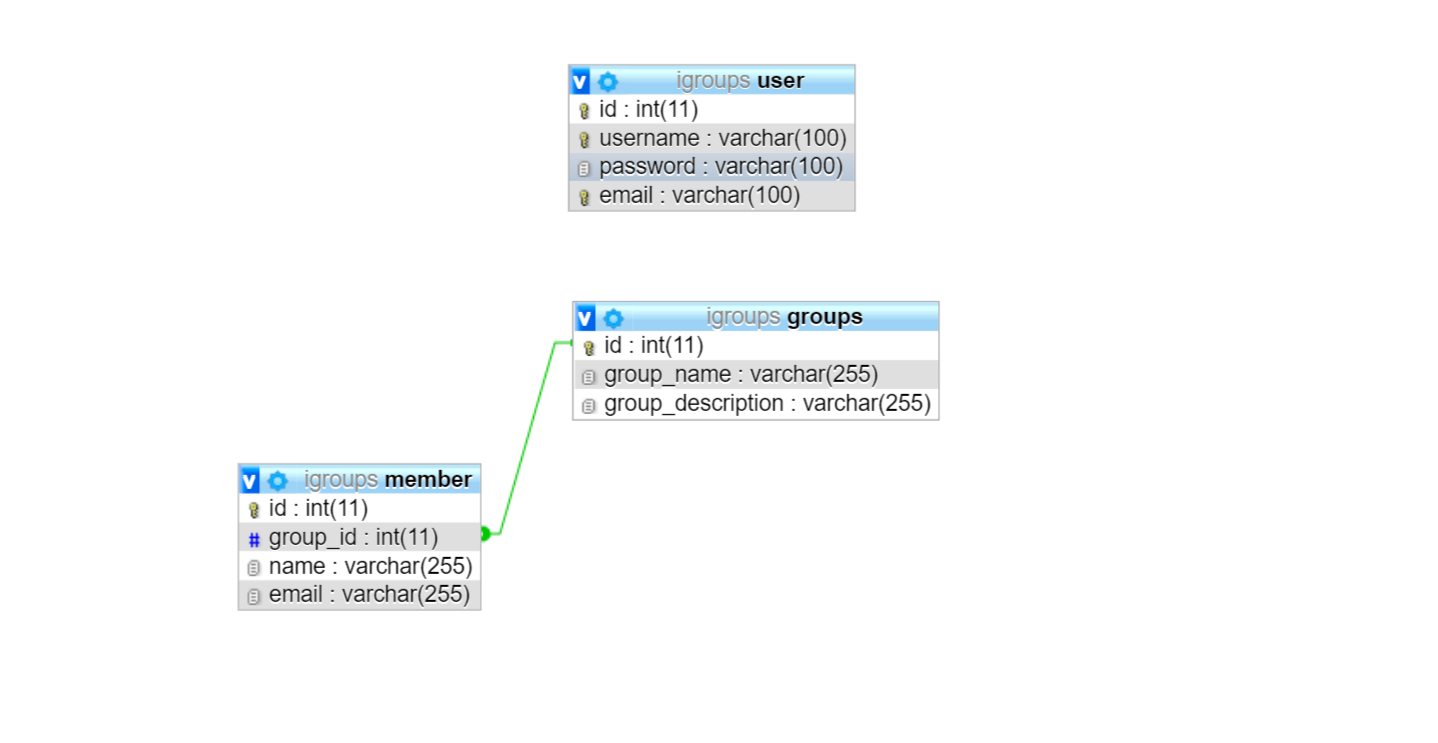 v igroups user
id : int(11)
username : varchar(100)
password : varchar(100)
email : varchar(100)
v igroups groups
id : int(11)
group_name : varchar(255)
group_description : varchar(255)
v igroups member
id : int(11)
# group_id : int(11)
name : varchar(255)
email : varchar(255)